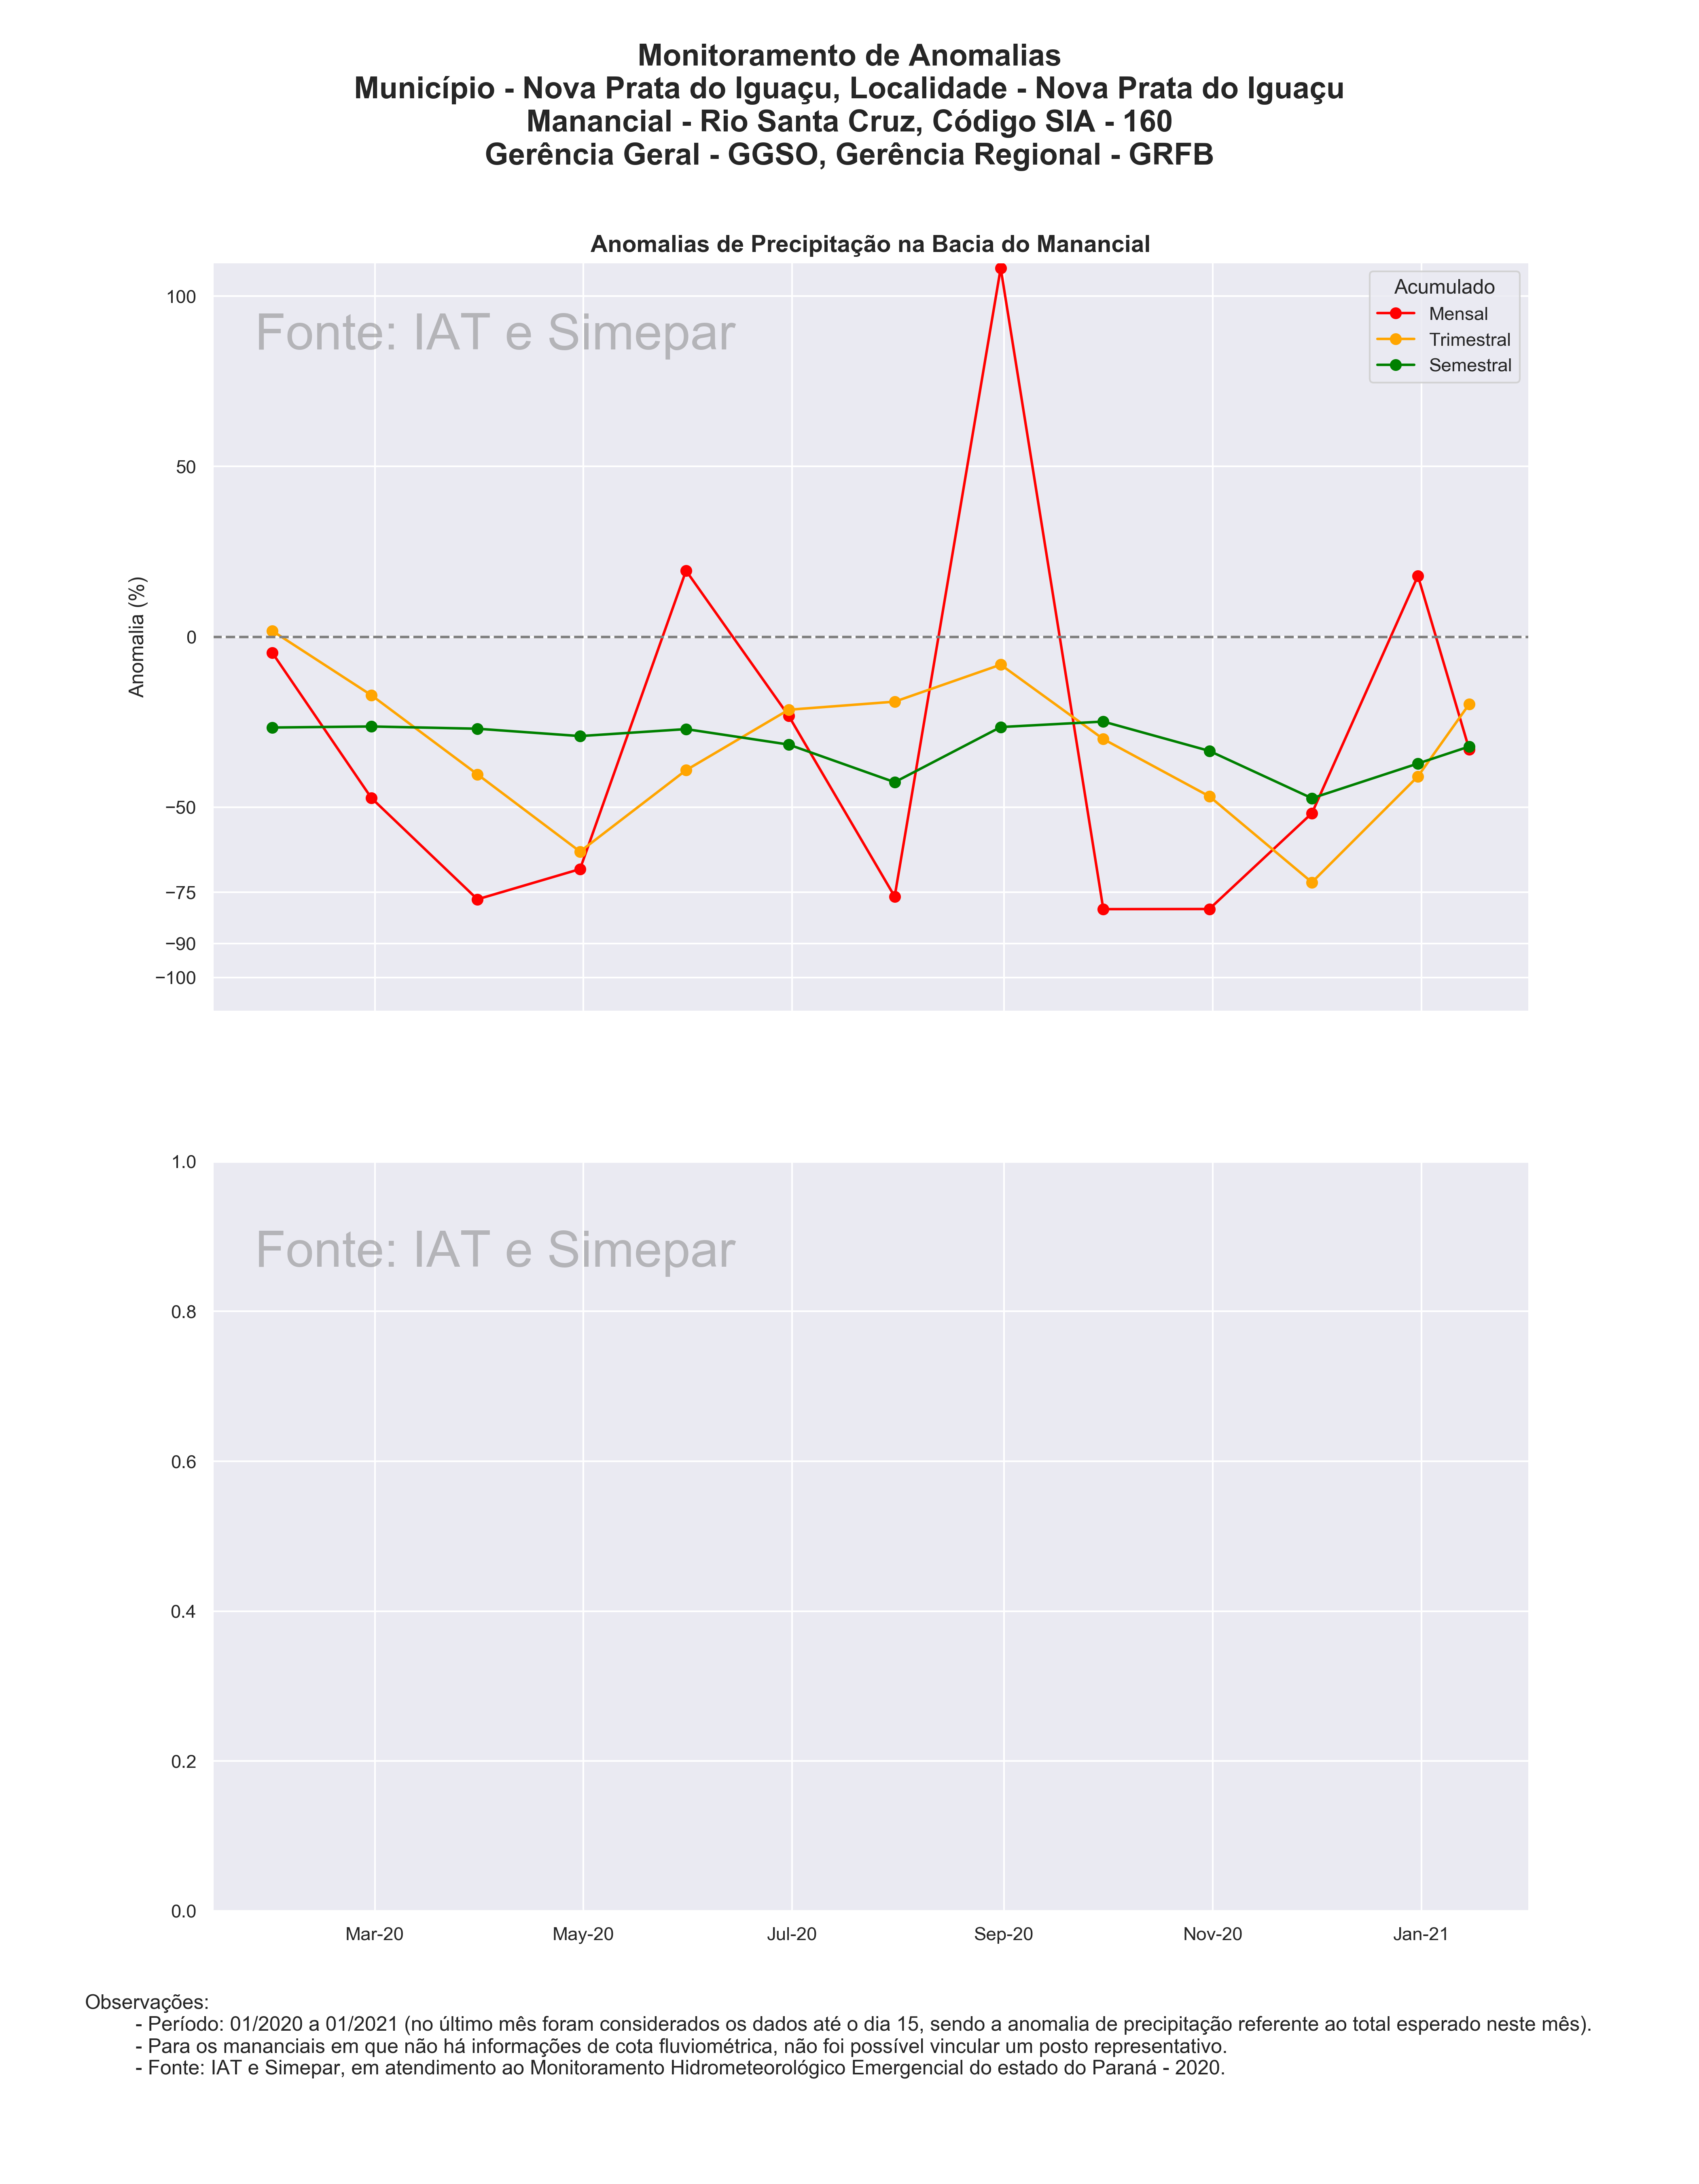 Monitoramento de Anomalias
Município - Nova Prata do Iguaçu, Localidade - Nova Prata do Iguaçu
Manancial - Rio Santa Cruz, Código SIA - 160
Gerência Geral - GGSO, Gerência Regional - GRFB
Anomalias de Precipitação na Bacia do Manancial
Fonte: IAT e Simepar
Acumulado
Mensal
Trimestral
Semestral
Anomalia (%)
100
50
0
−50
−75
−90
−100
Fonte: IAT e Simepar
1.0
0.8
0.6
0.4
0.2
0.0
Mar-20 May-20 Jul-20 Sep-20 Nov-20 Jan-21
Observações:
- Período: 01/2020 a 01/2021 (no último mês foram considerados os dados até o dia 15, sendo a anomalia de precipitação referente ao total esperado neste mês).
- Para os mananciais em que não há informações de cota fluviométrica, não foi possível vincular um posto representativo.
- Fonte: IAT e Simepar, em atendimento ao Monitoramento Hidrometeorológico Emergencial do estado do Paraná - 2020.